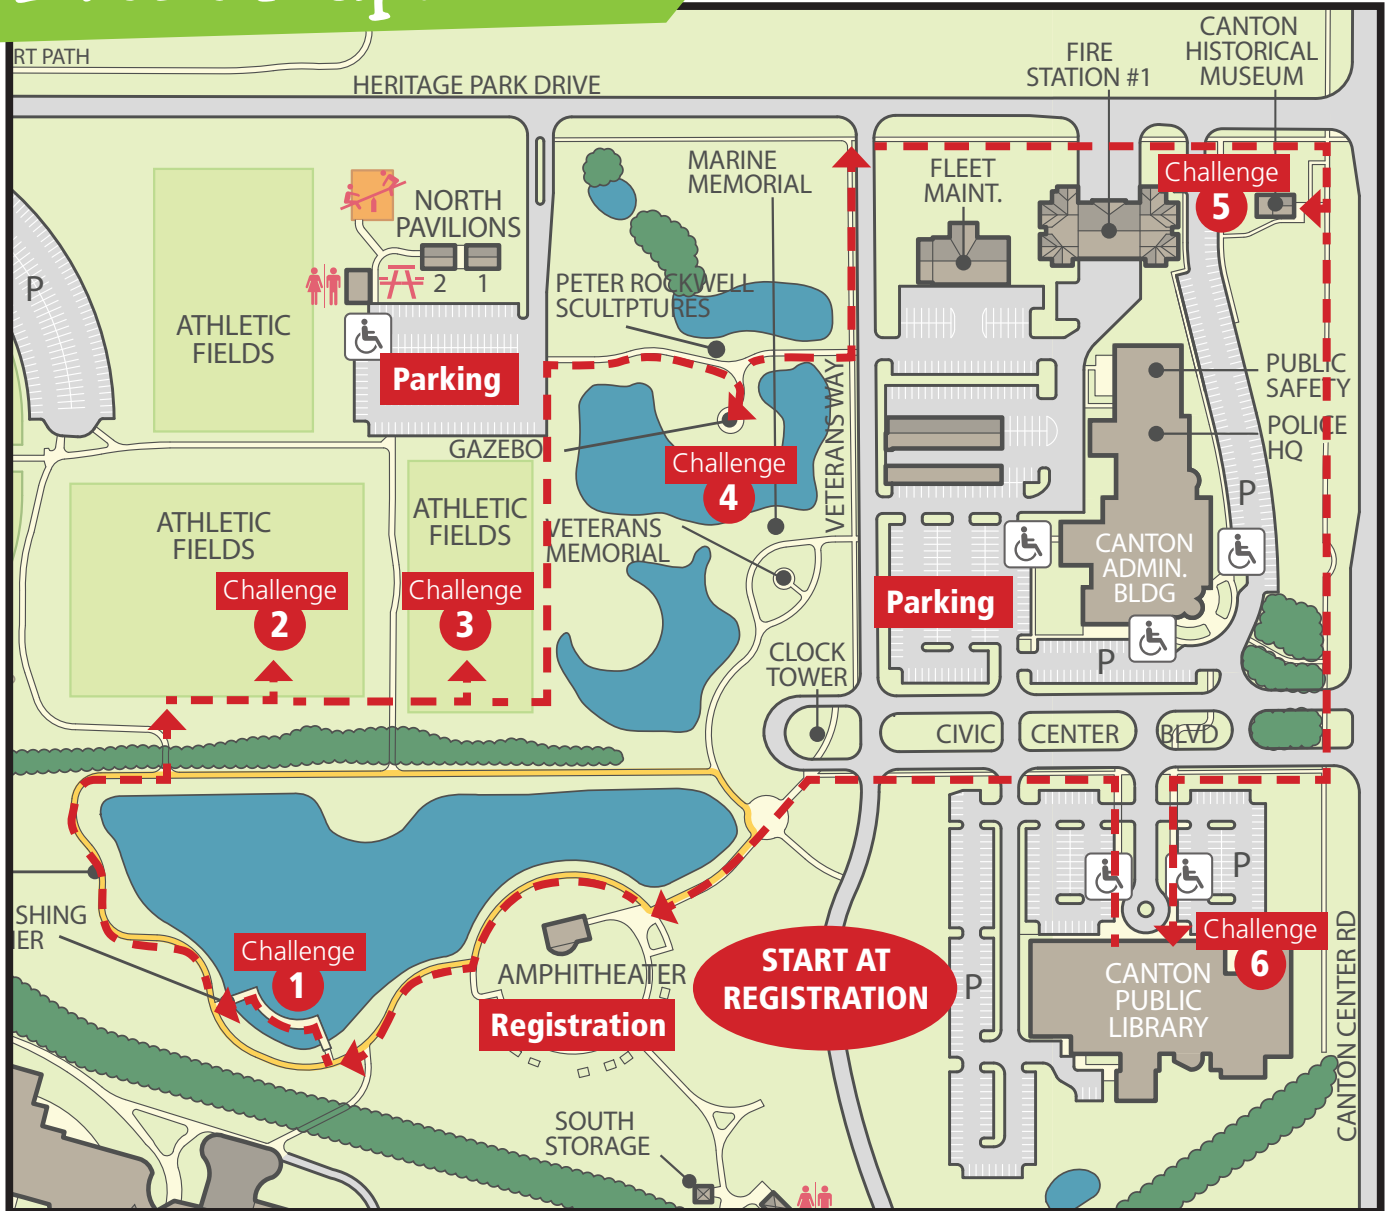 RT PATH
HERITAGE PARK DRIVE
FIRE
STATION #1
CANTON
HISTORICAL
MUSEUM
MARINE
MEMORIAL
FLEET
MAINT.
Challenge
5
NORTH
PAVILIONS
2
1
P
PETER ROCKWELL
SCULTPTURES
ATHLETIC
FIELDS
Parking
PUBLIC
SAFETY
POLICE
HQ
GAZEBO
Challenge
4
VETERANS WAY
P
ATHLETIC
FIELDS
ATHLETIC
FIELDS
VETERANS
MEMORIAL
CANTON
ADMIN.
BLDG
Challenge
2
Challenge
3
Parking
CLOCK
TOWER
P
CIVIC
CENTER
BLVD
P
SHING
IER
Challenge
1
AMPHITHEATER
Registration
START AT
REGISTRATION
P
Challenge
6
CANTON
PUBLIC
LIBRARY
CANTON CENTER RD
SOUTH
STORAGE